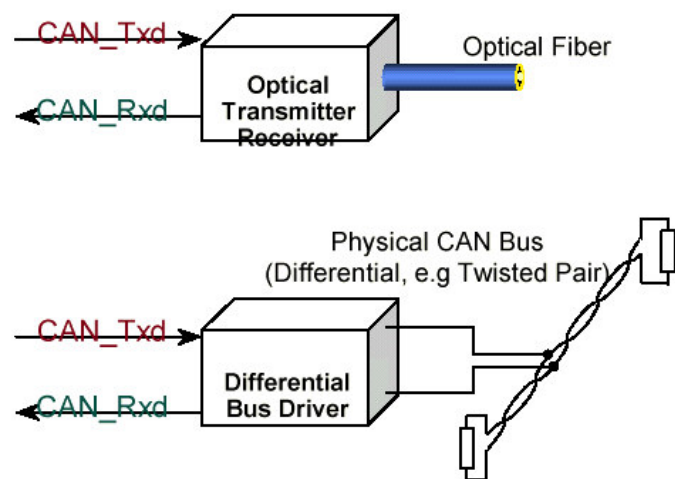 CAN_Txd
Optical Fiber
Optical
Transmitter
Receiver
CAN_Rxd
Physical CAN Bus
(Differential, e.g Twisted Pair)
CAN_Txd
Differential
Bus Driver
CAN_Rxd